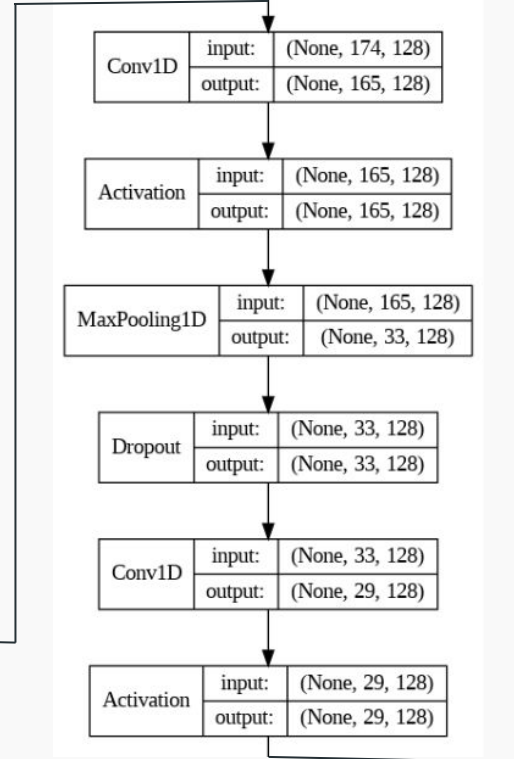 Conv1D
input: (None, 174, 128)
output: (None, 165, 128)
Activation
input: (None, 165, 128)
output: (None, 165, 128)
MaxPooling1D
input: (None, 165, 128)
output: (None, 33, 128)
Dropout
input: (None, 33, 128)
output: (None, 33, 128)
Conv1D
input: (None, 33, 128)
output: (None, 29, 128)
Activation
input: (None, 29, 128)
output: (None, 29, 128)